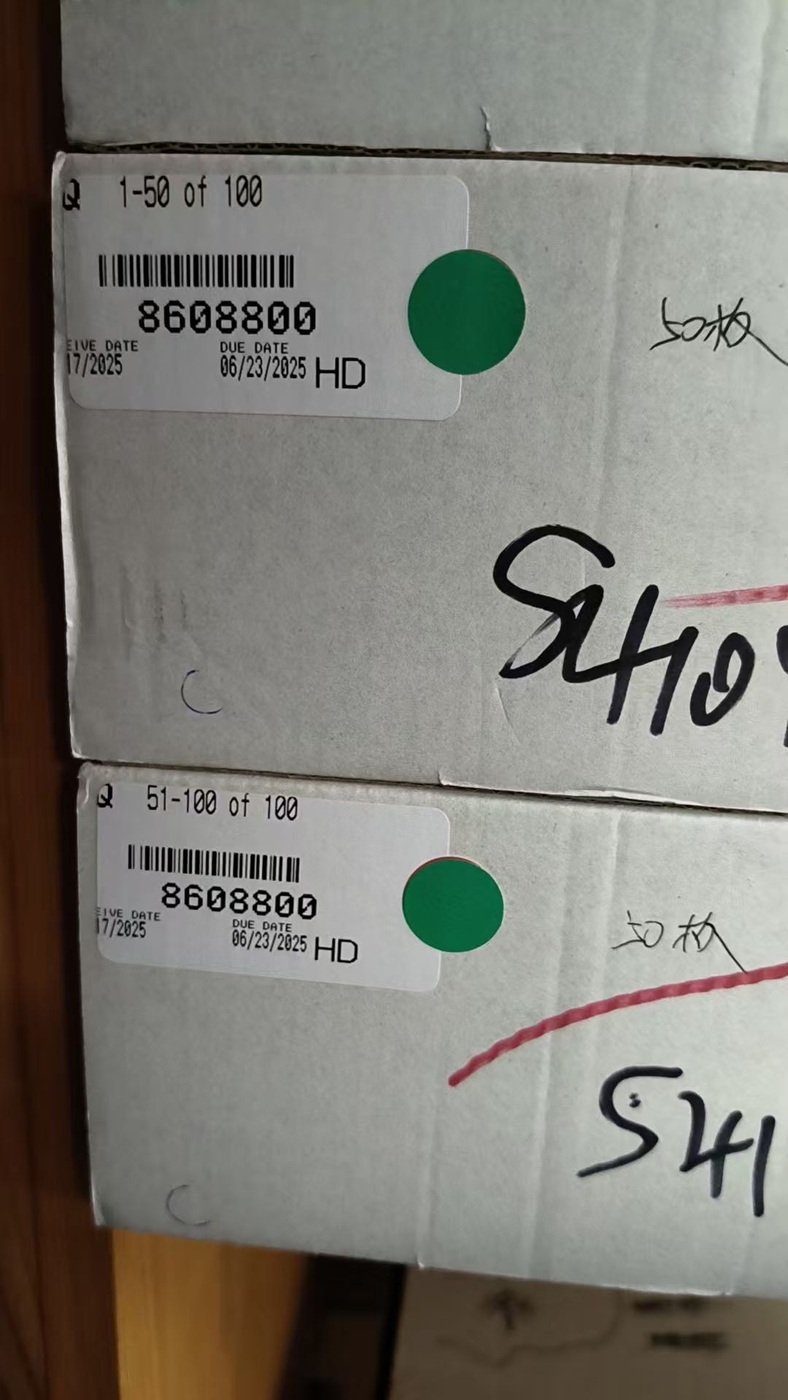 Q 1-50 of 100
8608800
EIVE DATE DUE DATE
17/2025 06/23/2025 HD
50枚
Q 51-100 of 100
8608800
EIVE DATE DUE DATE
17/2025 06/23/2025 HD
50枚